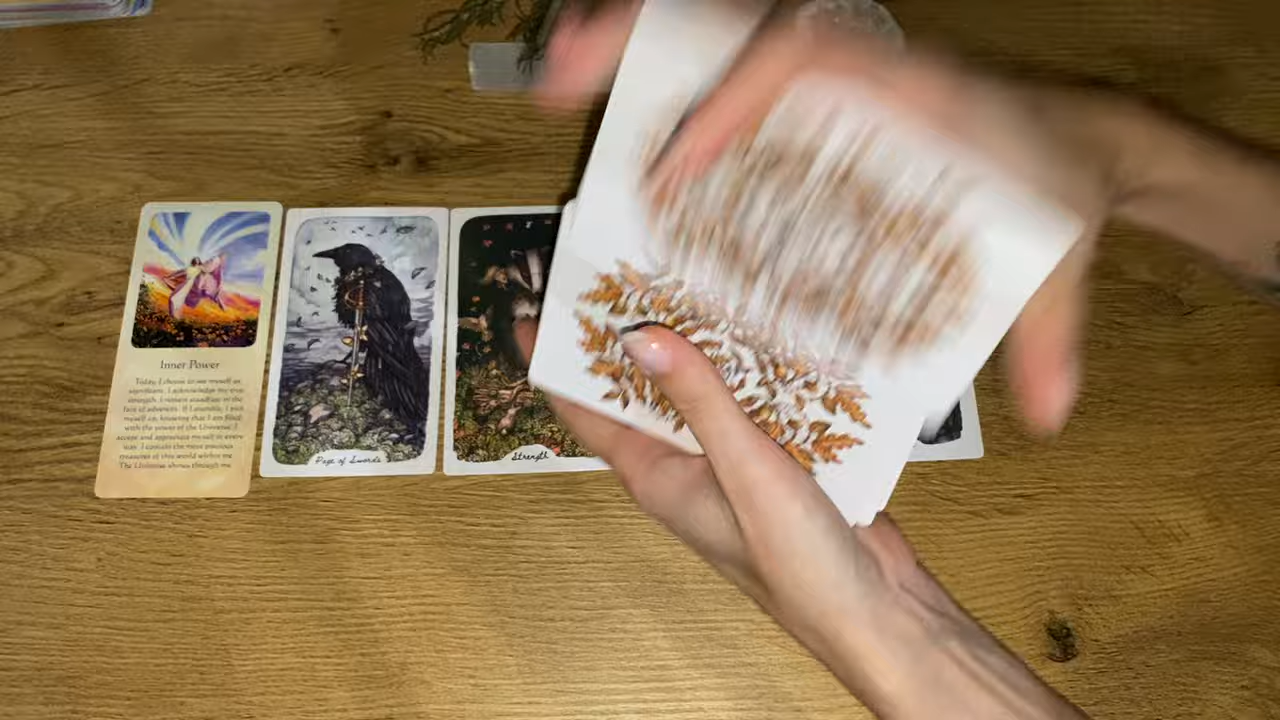 Inner Power
Today I choose to see myself as
significant. I acknowledge my true
strength. I remain steadfast in the
face of adversity. If I stumble, I pick
myself up, knowing that I am filled
with the power of the Universe. I
accept and appreciate myself in every
way. I contain the most precious
treasures of this world within me.
The Universe shines through me.
Page of Swords
Strength